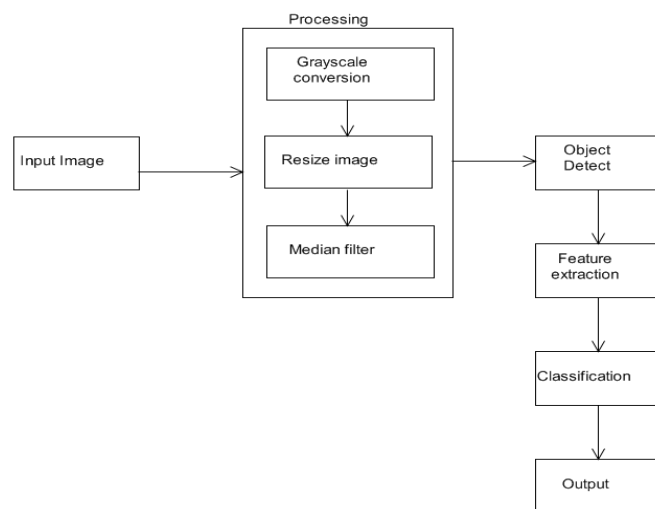 Processing
Grayscale
conversion
Input Image
Resize image
Median filter
Object
Detect
Feature
extraction
Classification
Output